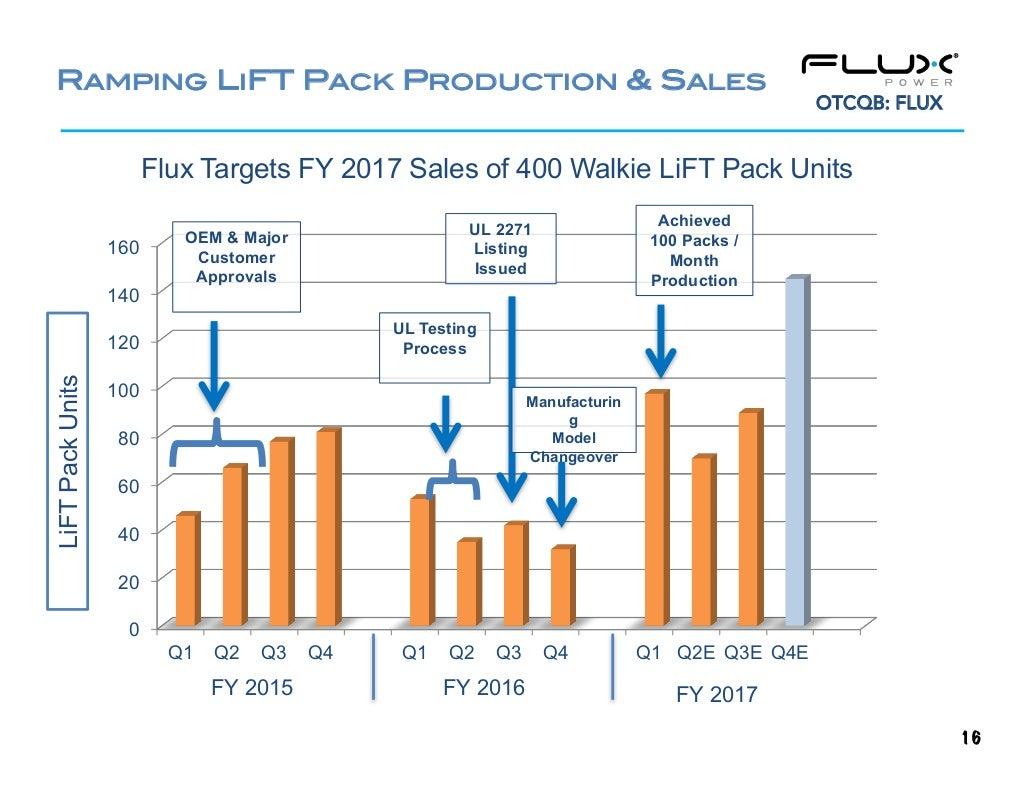 RAMPING LIFT PACK PRODUCTION & SALES
FLUX®
POWER
OTCQB: FLUX
Flux Targets FY 2017 Sales of 400 Walkie LiFT Pack Units
OEM & Major
Customer
Approvals
UL Testing
Process
UL 2271
Listing
Issued
Manufacturin
g
Model
Changeover
Achieved
100 Packs /
Month
Production
LiFT Pack Units
160
140
120
100
80
60
40
20
0
Q1 Q2 Q3 Q4 Q1 Q2 Q3 Q4 Q1 Q2E Q3E Q4E
FY 2015 FY 2016 FY 2017
16